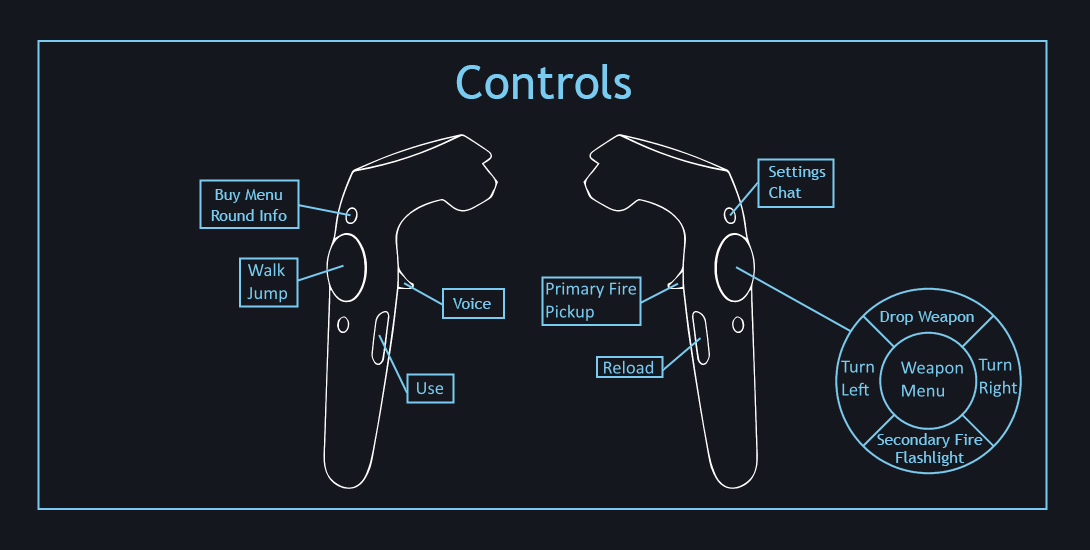 Controls
Buy Menu
Round Info
Walk
Jump
Voice
Use
Settings
Chat
Primary Fire
Pickup
Reload
Drop Weapon
Turn
Left
Weapon
Menu
Turn
Right
Secondary Fire
Flashlight